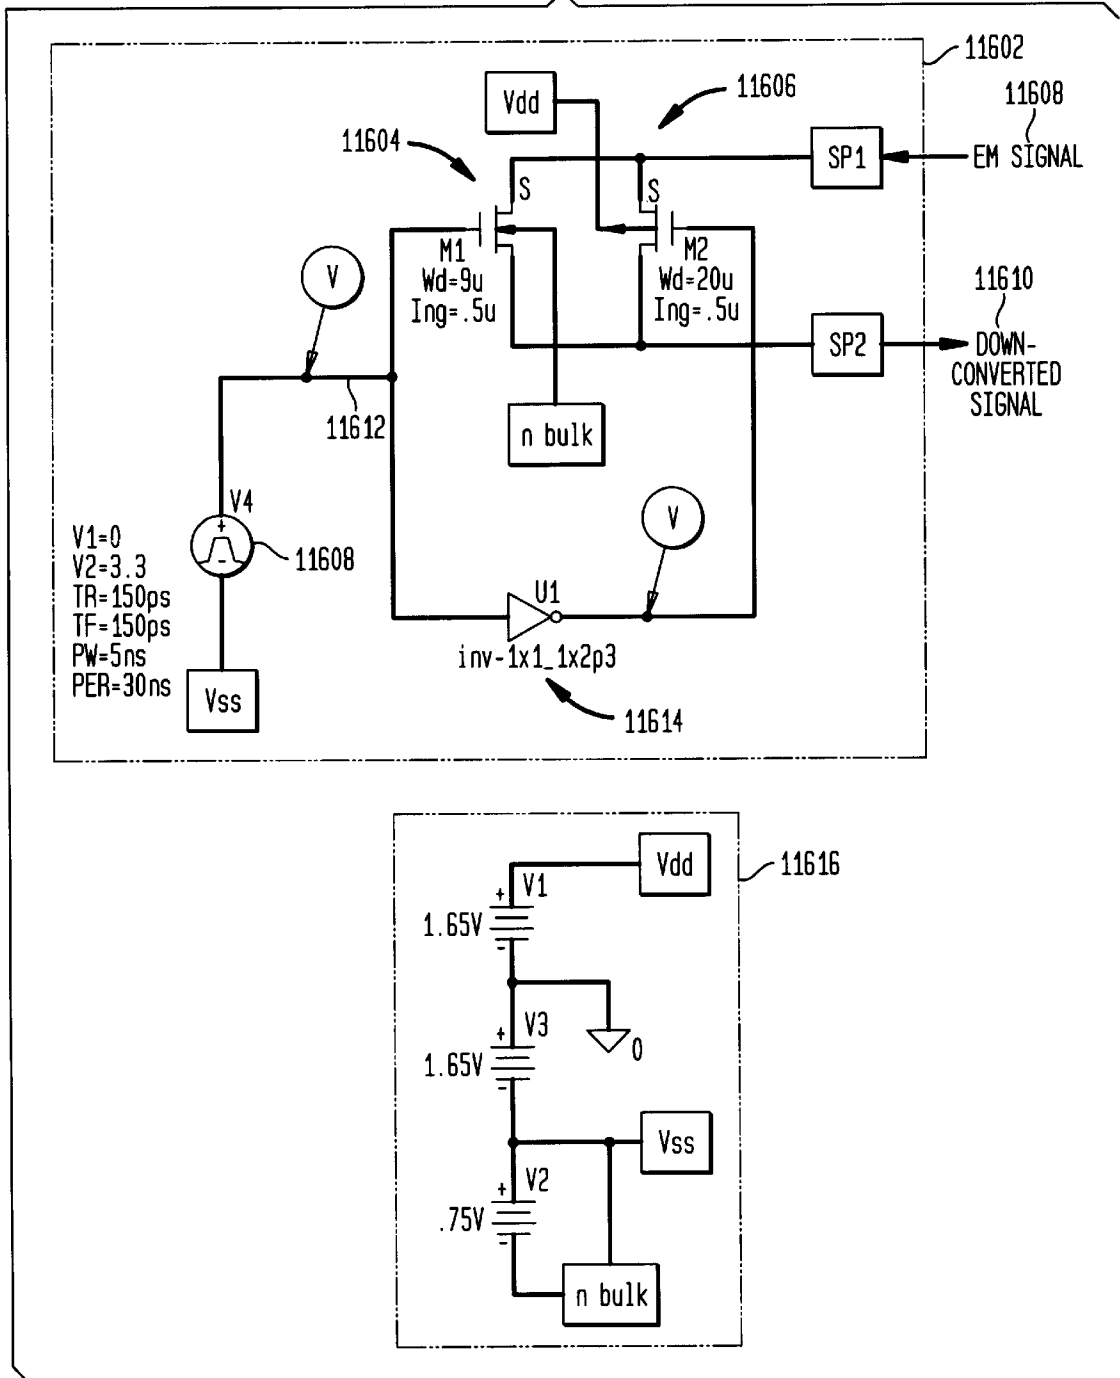 11602
Vdd
11606
11608
11604
SP1
EM SIGNAL
S
S
M1
Wd=9u
Ing=.5u
M2
Wd=20u
Ing=.5u
V
11610
SP2
DOWN-
CONVERTED
SIGNAL
11612
n bulk
V4
+
-
11608
V1=0
V2=3.3
TR=150ps
TF=150ps
PW=5ns
PER=30ns
V
U1
inv-1x1_1x2p3
Vss
11614
Vdd
11616
+
V1
1.65V
-
+
V3
0
1.65V
-
Vss
+
V2
.75V
-
n bulk